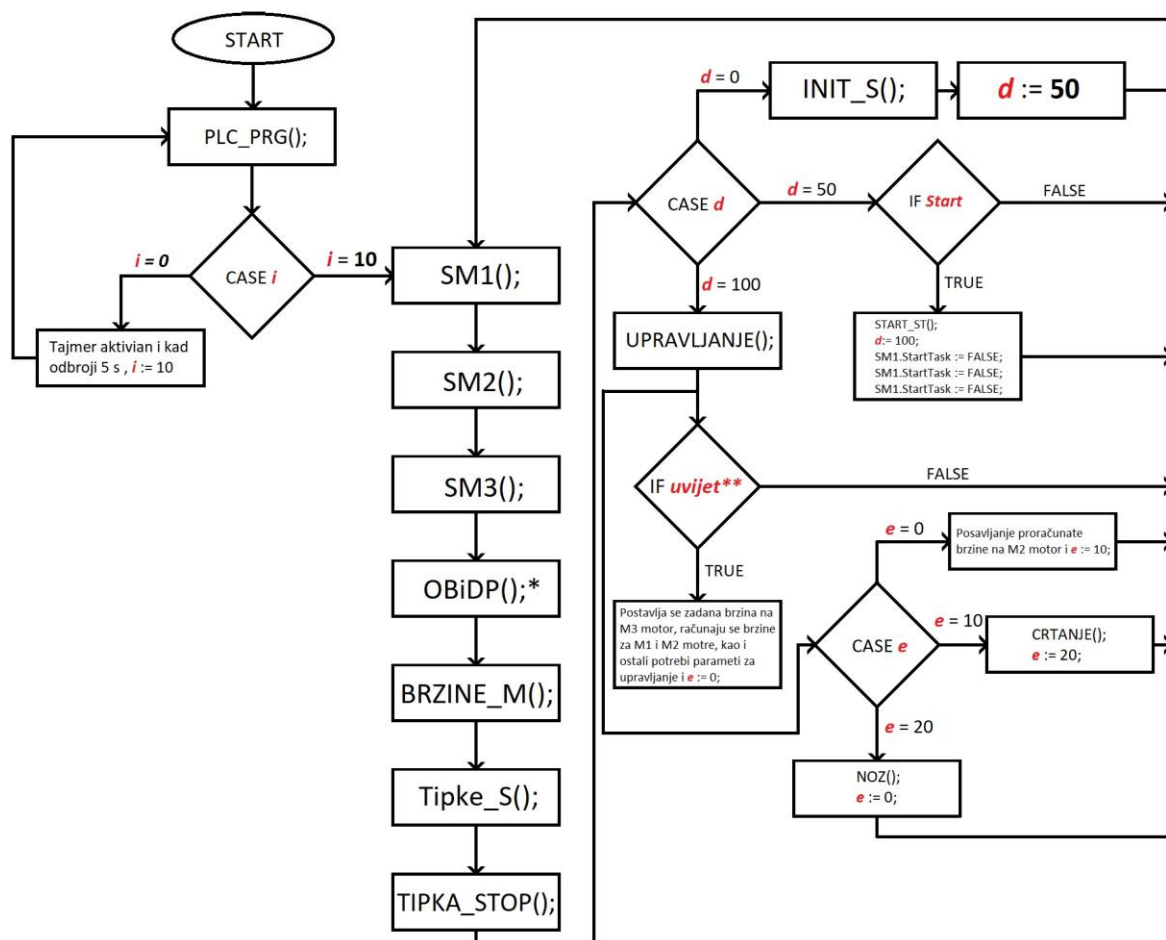 START
PLC_PRG();
CASE i
i = 0
i = 10
Tajmer aktivian i kad
odbroji 5 s , i := 10
SM1();
SM2();
SM3();
OBiDP();*
BRZINE_M();
Tipke_S();
TIPKA_STOP();
CASE d
d = 0
INIT_S();
d := 50
d = 50
IF Start
FALSE
TRUE
START_ST();
d:= 100;
SM1.StartTask := FALSE;
SM1.StartTask := FALSE;
SM1.StartTask := FALSE;
d = 100
UPRAVLJANJE();
IF uvijet**
FALSE
TRUE
Postavlja se zadana brzina na
M3 motor, računaju se brzine
za M1 i M2 motre, kao i
ostali potrebi parameti za
upravljanje i e := 0;
CASE e
e = 0
Posavljanje proračunate
brzine na M2 motor i e := 10;
e = 10
CRTANJE();
e := 20;
e = 20
NOZ();
e := 0;